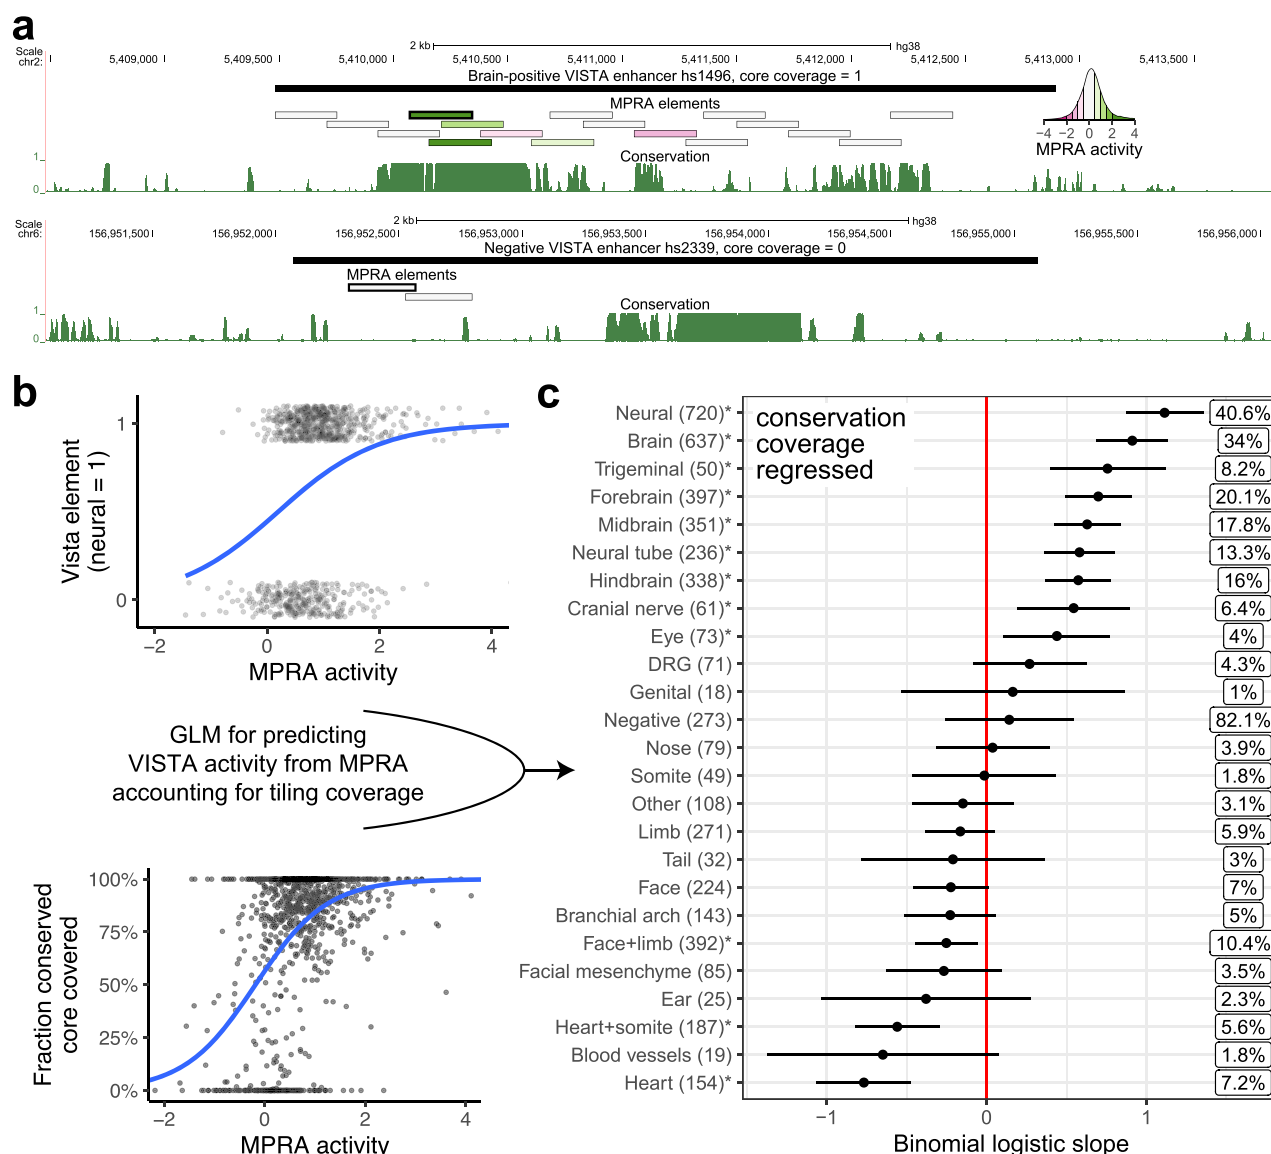 a
Scale
chr2:
2 kb
hg38
5,409,000
5,409,500
5,410,000
5,410,500
5,411,000
5,411,500
5,412,000
5,412,500
5,413,000
5,413,500
Brain-positive VISTA enhancer hs1496, core coverage = 1
MPRA elements
−4 −2 0 2 4
MPRA activity
Conservation
1
0
Scale
chr6:
2 kb
hg38
156,951,500
156,952,000
156,952,500
156,953,000
156,953,500
156,954,000
156,954,500
156,955,000
156,955,500
156,956,000
Negative VISTA enhancer hs2339, core coverage = 0
MPRA elements
Conservation
1
0
b
Vista element
(neural = 1)
1
0
−2 0 2 4
MPRA activity
GLM for predicting
VISTA activity from MPRA
accounting for tiling coverage
Fraction conserved
core covered
100%
75%
50%
25%
0%
−2 0 2 4
MPRA activity
c
conservation
coverage
regressed
Neural (720)* 40.6%
Brain (637)* 34%
Trigeminal (50)* 8.2%
Forebrain (397)* 20.1%
Midbrain (351)* 17.8%
Neural tube (236)* 13.3%
Hindbrain (338)* 16%
Cranial nerve (61)* 6.4%
Eye (73)* 4%
DRG (71) 4.3%
Genital (18) 1%
Negative (273) 82.1%
Nose (79) 3.9%
Somite (49) 1.8%
Other (108) 3.1%
Limb (271) 5.9%
Tail (32) 3%
Face (224) 7%
Branchial arch (143) 5%
Face+limb (392)* 10.4%
Facial mesenchyme (85) 3.5%
Ear (25) 2.3%
Heart+somite (187)* 5.6%
Blood vessels (19) 1.8%
Heart (154)* 7.2%
−1 0 1
Binomial logistic slope